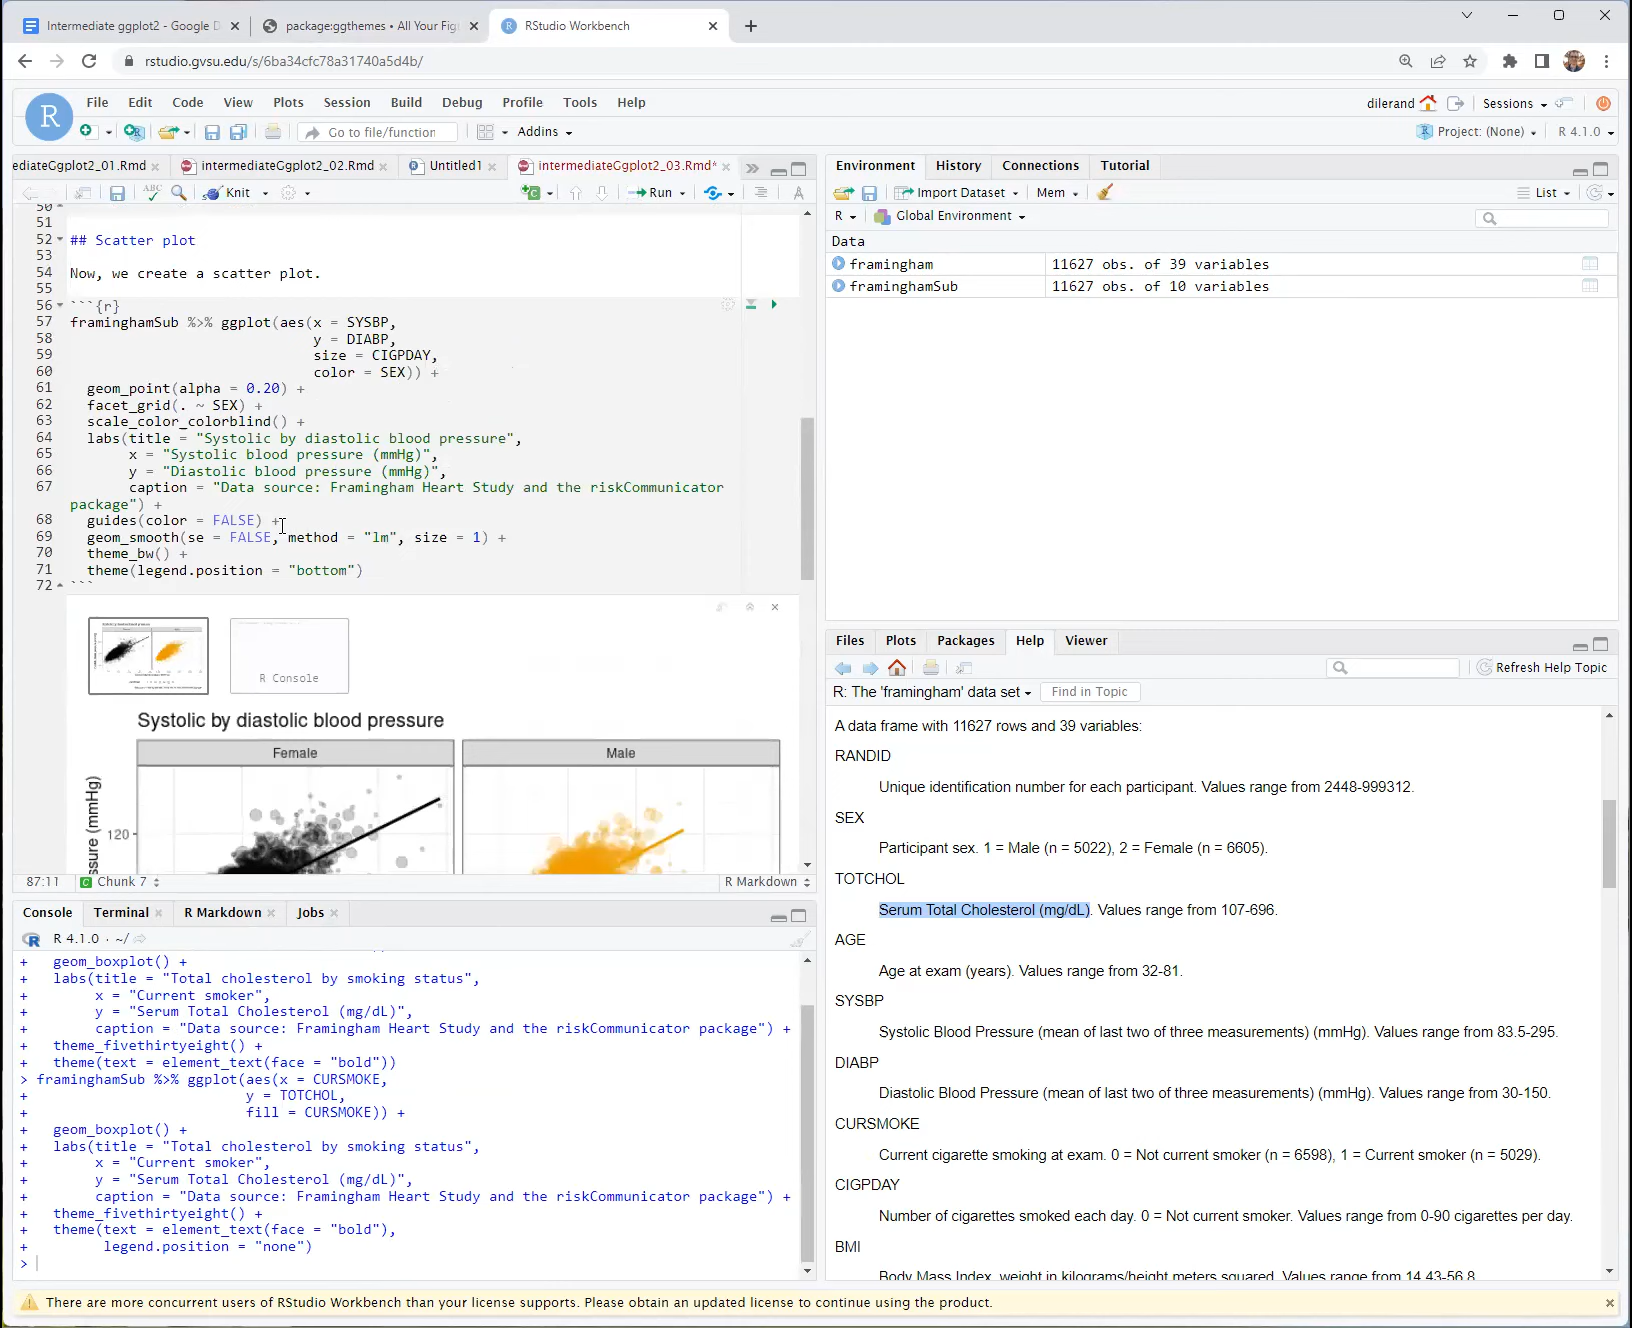 Intermediate ggplot2 - Google D
package:ggthemes • All Your Fig
RStudio Workbench
rstudio.gvsu.edu/s/6ba34cfc78a31740a5d4b/
R
File Edit Code View Plots Session Build Debug Profile Tools Help
dilerand
Sessions
Go to file/function
Addins
Project: (None)
R 4.1.0
ediateGgplot2_01.Rmd
intermediateGgplot2_02.Rmd
Untitled1
intermediateGgplot2_03.Rmd*
ABC
Knit
Run
50
51
52 ## Scatter plot
53
54 Now, we create a scatter plot.
55
56 ```{r}
57 framinghamSub %>% ggplot(aes(x = SYSBP,
58 y = DIABP,
59 size = CIGPDAY,
60 color = SEX)) +
61 geom_point(alpha = 0.20) +
62 facet_grid(. ~ SEX) +
63 scale_color_colorblind() +
64 labs(title = "Systolic by diastolic blood pressure",
65 x = "Systolic blood pressure (mmHg)",
66 y = "Diastolic blood pressure (mmHg)",
67 caption = "Data source: Framingham Heart Study and the riskCommunicator
package") +
68 guides(color = FALSE) +
69 geom_smooth(se = FALSE, method = "lm", size = 1) +
70 theme_bw() +
71 theme(legend.position = "bottom")
72 ```
R Console
Systolic by diastolic blood pressure
Female
Male
ssure (mmHg)
120
87:11
Chunk 7
R Markdown
Console
Terminal
R Markdown
Jobs
R 4.1.0 · ~/
+ geom_boxplot() +
+ labs(title = "Total cholesterol by smoking status",
+ x = "Current smoker",
+ y = "Serum Total Cholesterol (mg/dL)",
+ caption = "Data source: Framingham Heart Study and the riskCommunicator package") +
+ theme_fivethirtyeight() +
+ theme(text = element_text(face = "bold"))
> framinghamSub %>% ggplot(aes(x = CURSMOKE,
+ y = TOTCHOL,
+ fill = CURSMOKE)) +
+ geom_boxplot() +
+ labs(title = "Total cholesterol by smoking status",
+ x = "Current smoker",
+ y = "Serum Total Cholesterol (mg/dL)",
+ caption = "Data source: Framingham Heart Study and the riskCommunicator package") +
+ theme_fivethirtyeight() +
+ theme(text = element_text(face = "bold"),
+ legend.position = "none")
>
Environment
History
Connections
Tutorial
Import Dataset
Mem
List
R
Global Environment
Data
framingham 11627 obs. of 39 variables
framinghamSub 11627 obs. of 10 variables
Files
Plots
Packages
Help
Viewer
Refresh Help Topic
R: The 'framingham' data set
Find in Topic
A data frame with 11627 rows and 39 variables:
RANDID
Unique identification number for each participant. Values range from 2448-999312.
SEX
Participant sex. 1 = Male (n = 5022), 2 = Female (n = 6605).
TOTCHOL
Serum Total Cholesterol (mg/dL). Values range from 107-696.
AGE
Age at exam (years). Values range from 32-81.
SYSBP
Systolic Blood Pressure (mean of last two of three measurements) (mmHg). Values range from 83.5-295.
DIABP
Diastolic Blood Pressure (mean of last two of three measurements) (mmHg). Values range from 30-150.
CURSMOKE
Current cigarette smoking at exam. 0 = Not current smoker (n = 6598), 1 = Current smoker (n = 5029).
CIGPDAY
Number of cigarettes smoked each day. 0 = Not current smoker. Values range from 0-90 cigarettes per day.
BMI
Body Mass Index, weight in kilograms/height meters squared. Values range from 14.43-56.8
There are more concurrent users of RStudio Workbench than your license supports. Please obtain an updated license to continue using the product.